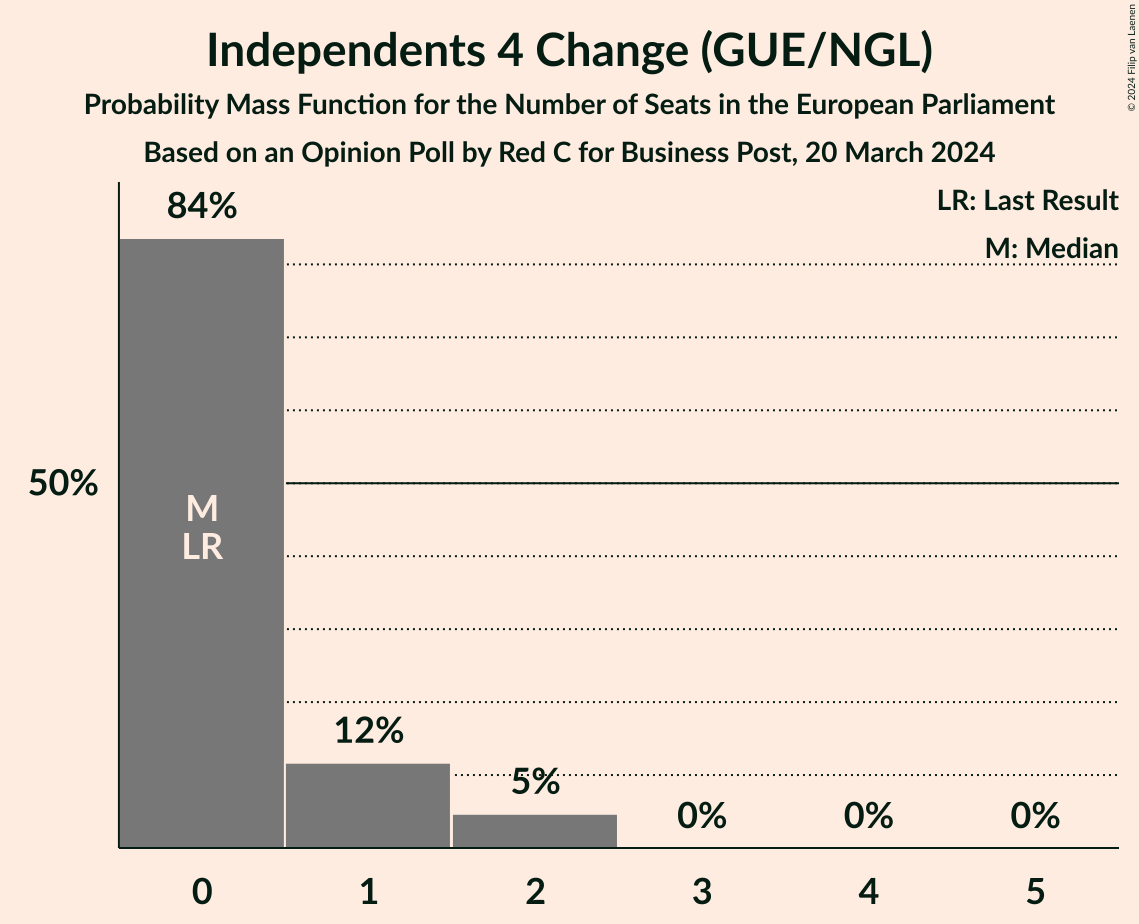 Independents 4 Change (GUE/NGL)
Probability Mass Function for the Number of Seats in the European Parliament
Based on an Opinion Poll by Red C for Business Post, 20 March 2024
© 2024 Filip van Laenen
LR: Last Result
M: Median
84%
50%
M
LR
12%
5%
0%
0%
0%
0
1
2
3
4
5